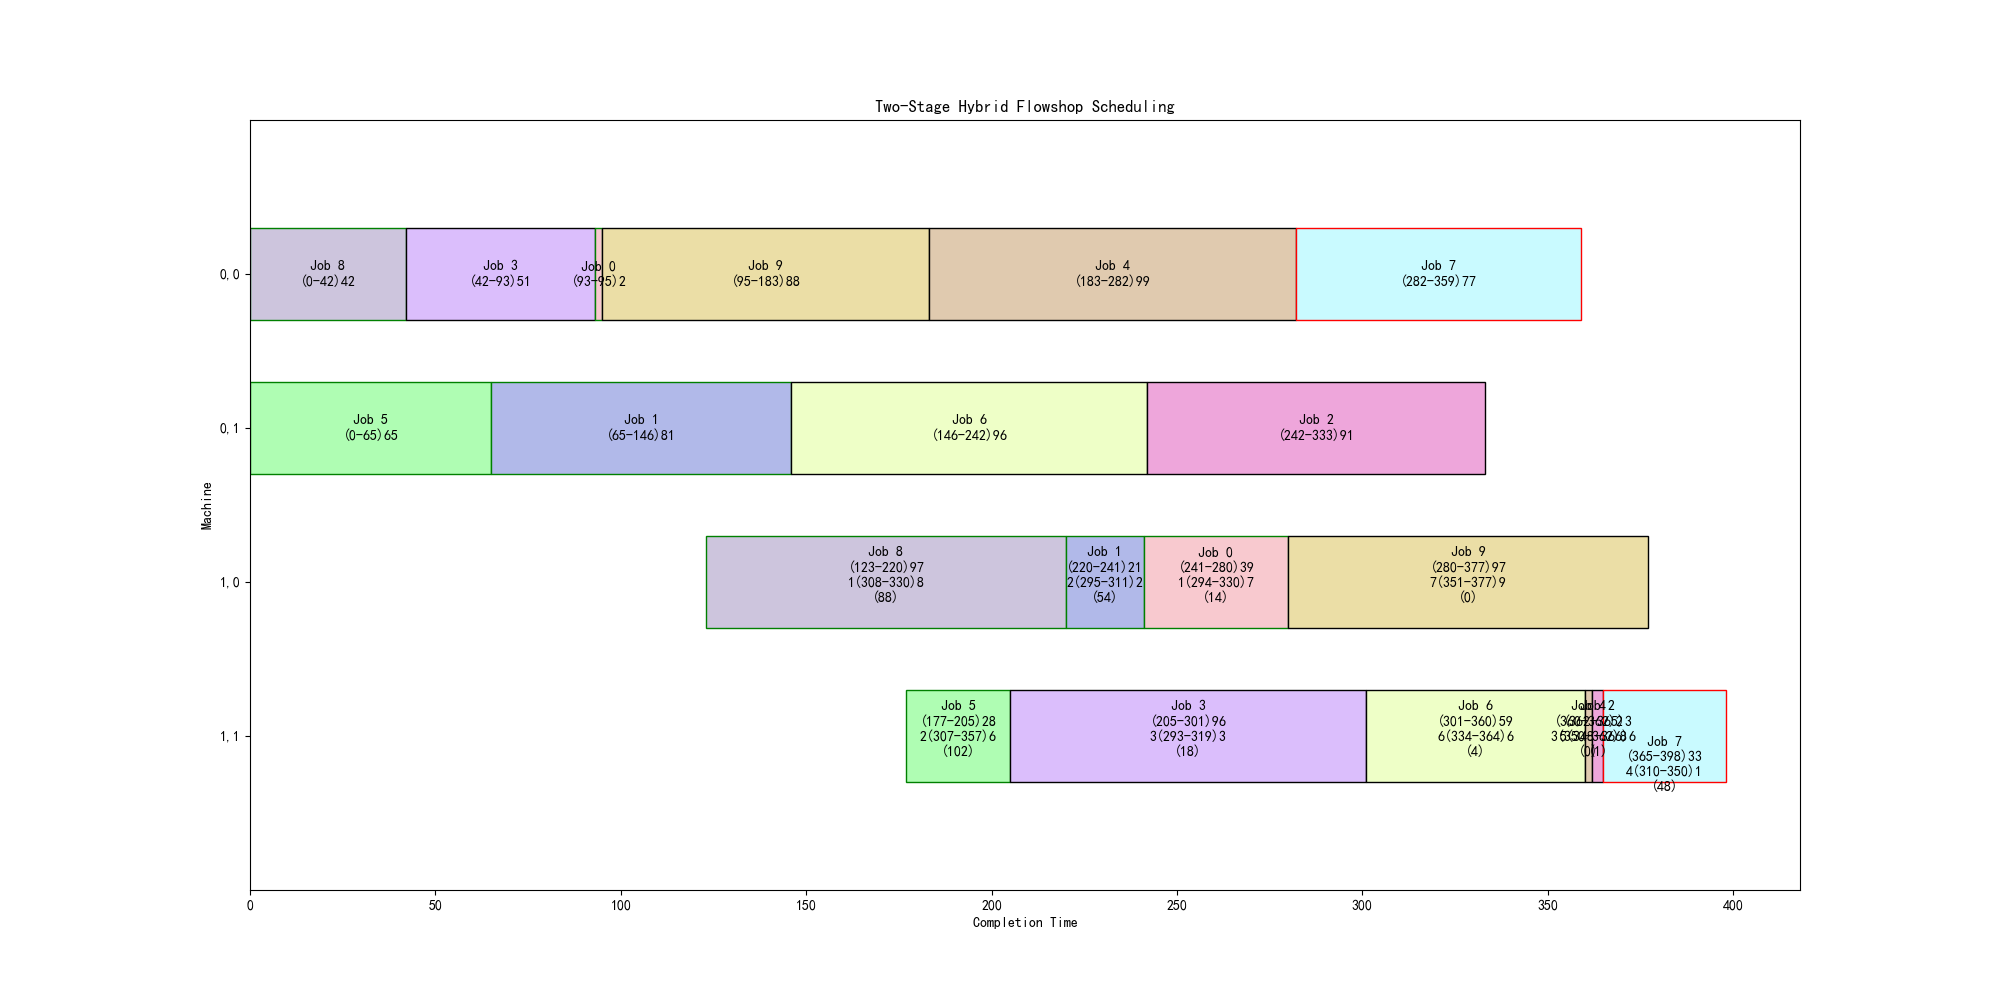 Two-Stage Hybrid Flowshop Scheduling
0,0
Job 8
(0-42)42
Job 3
(42-93)51
Job 0
(93-95)2
Job 9
(95-183)88
Job 4
(183-282)99
Job 7
(282-359)77
0,1
Job 5
(0-65)65
Job 1
(65-146)81
Job 6
(146-242)96
Job 2
(242-333)91
Machine
1,0
Job 8
(123-220)97
1(308-330)8
(88)
Job 1
(220-241)21
2(295-311)2
(54)
Job 0
(241-280)39
1(294-330)7
(14)
Job 9
(280-377)97
7(351-377)9
(0)
1,1
Job 5
(177-205)28
2(307-357)6
(102)
Job 3
(205-301)96
3(293-319)3
(18)
Job 6
(301-360)59
6(334-364)6
(4)
Job 4
Job 2
Job 7
(365-398)33
4(310-350)1
(48)
0 50 100 150 200 250 300 350 400
Completion Time